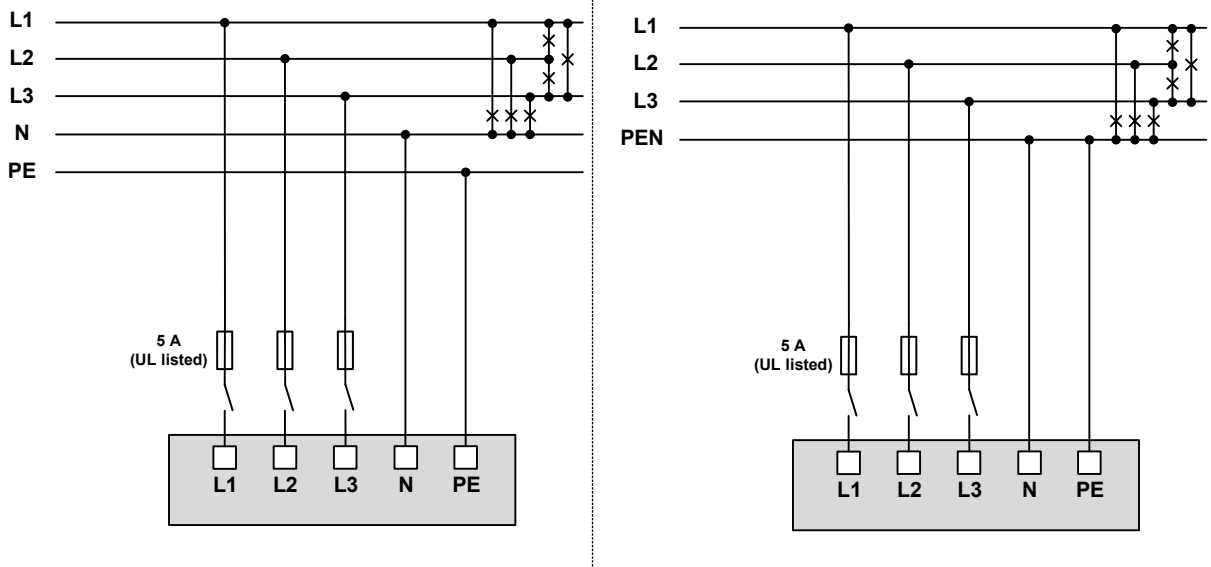 L1
L2
L3
N
PE
5 A
(UL listed)
L1 L2 L3 N PE
L1
L2
L3
PEN
5 A
(UL listed)
L1 L2 L3 N PE